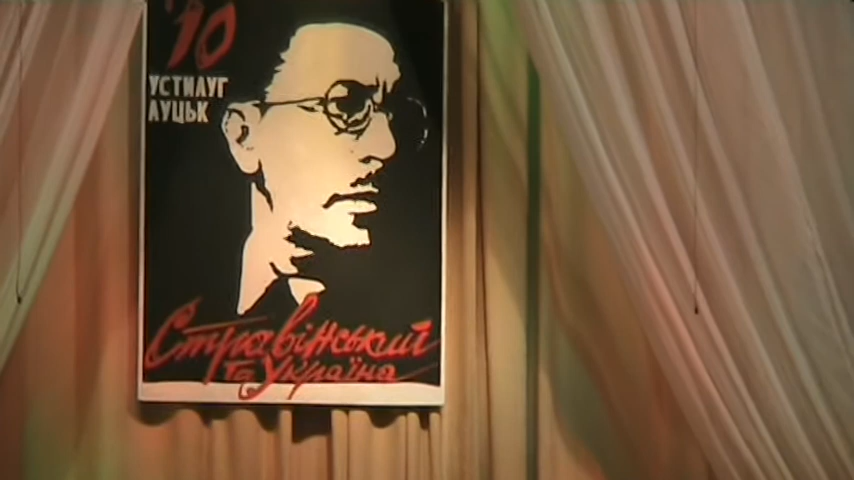 '10
УСТИЛУГ
ЛУЦЬК
Стравінський
та Україна